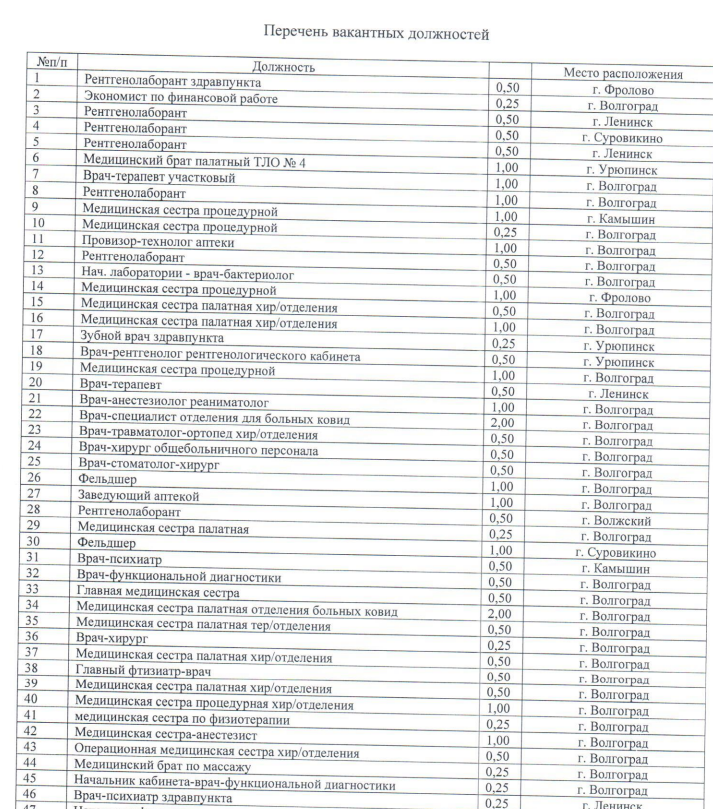 Перечень вакантных должностей
№п/п Должность Место расположения
1 Рентгенолаборант здравпункта 0,50 г. Фролово
2 Экономист по финансовой работе 0,25 г. Волгоград
3 Рентгенолаборант 0,50 г. Ленинск
4 Рентгенолаборант 0,50 г. Суровикино
5 Рентгенолаборант 0,50 г. Ленинск
6 Медицинский брат палатный ТЛО № 4 1,00 г. Урюпинск
7 Врач-терапевт участковый 1,00 г. Волгоград
8 Рентгенолаборант 1,00 г. Волгоград
9 Медицинская сестра процедурной 1,00 г. Камышин
10 Медицинская сестра процедурной 0,25 г. Волгоград
11 Провизор-технолог аптеки 1,00 г. Волгоград
12 Рентгенолаборант 0,50 г. Волгоград
13 Нач. лаборатории - врач-бактериолог 0,50 г. Волгоград
14 Медицинская сестра процедурной 1,00 г. Фролово
15 Медицинская сестра палатная хир/отделения 0,50 г. Волгоград
16 Медицинская сестра палатная хир/отделения 1,00 г. Волгоград
17 Зубной врач здравпункта 0,25 г. Урюпинск
18 Врач-рентгенолог рентгенологического кабинета 0,50 г. Урюпинск
19 Медицинская сестра процедурной 1,00 г. Волгоград
20 Врач-терапевт 0,50 г. Ленинск
21 Врач-анестезиолог реаниматолог 1,00 г. Волгоград
22 Врач-специалист отделения для больных ковид 2,00 г. Волгоград
23 Врач-травматолог-ортопед хир/отделения 0,50 г. Волгоград
24 Врач-хирург общебольничного персонала 0,50 г. Волгоград
25 Врач-стоматолог-хирург 0,50 г. Волгоград
26 Фельдшер 1,00 г. Волгоград
27 Заведующий аптекой 1,00 г. Волгоград
28 Рентгенолаборант 0,50 г. Волжский
29 Медицинская сестра палатная 0,25 г. Волгоград
30 Фельдшер 1,00 г. Суровикино
31 Врач-психиатр 0,50 г. Камышин
32 Врач-функциональной диагностики 0,50 г. Волгоград
33 Главная медицинская сестра 0,50 г. Волгоград
34 Медицинская сестра палатная отделения больных ковид 2,00 г. Волгоград
35 Медицинская сестра палатная тер/отделения 0,50 г. Волгоград
36 Врач-хирург 0,25 г. Волгоград
37 Медицинская сестра палатная хир/отделения 0,50 г. Волгоград
38 Главный фтизиатр-врач 0,50 г. Волгоград
39 Медицинская сестра палатная хир/отделения 0,50 г. Волгоград
40 Медицинская сестра процедурная хир/отделения 1,00 г. Волгоград
41 медицинская сестра по физиотерапии 0,25 г. Волгоград
42 Медицинская сестра-анестезист 1,00 г. Волгоград
43 Операционная медицинская сестра хир/отделения 0,50 г. Волгоград
44 Медицинский брат по массажу 0,25 г. Волгоград
45 Начальник кабинета-врач-функциональной диагностики 0,25 г. Волгоград
46 Врач-психиатр здравпункта 0,25 г. Ленинск
47